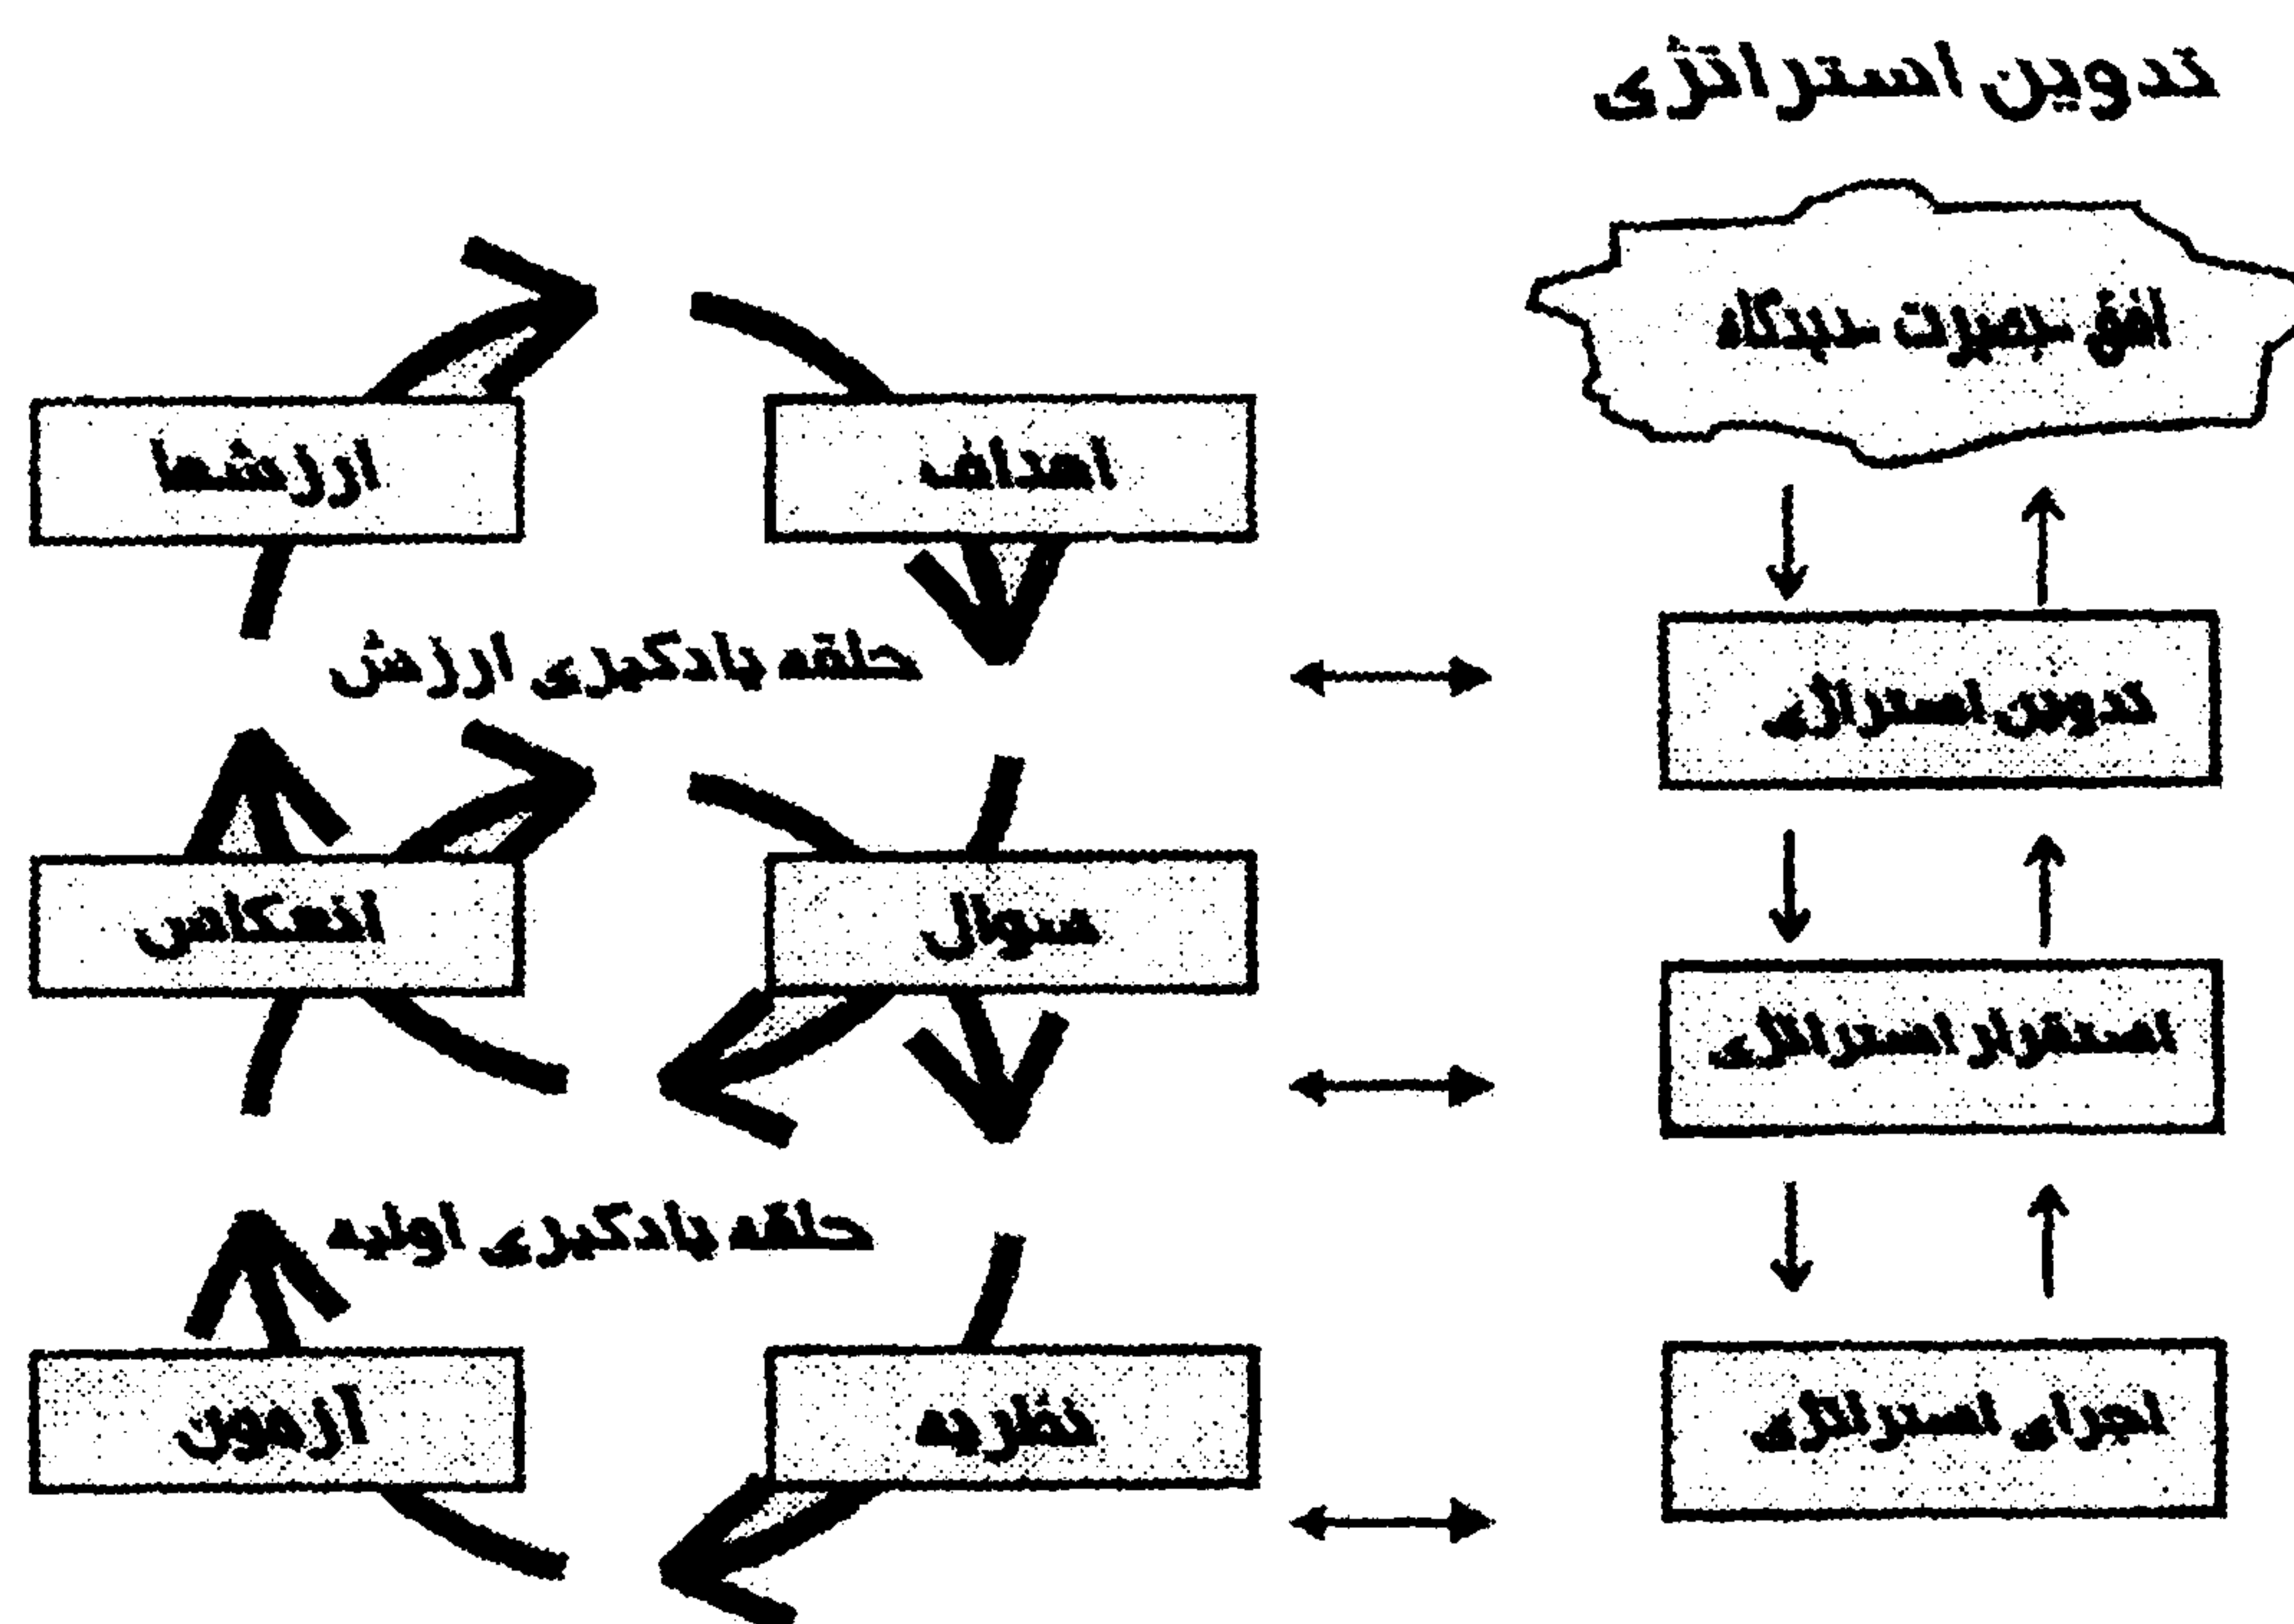 تدوین استراتژی
افق بصیرت دیدگاه
ارزشها
اهداف
حلقه یادگیری ارزش
تدوین استراتژی
انعکاس
سوال
استقرار استراتژی
حلقه یادگیری اولیه
آزمون
نظریه
اجرای استراتژی